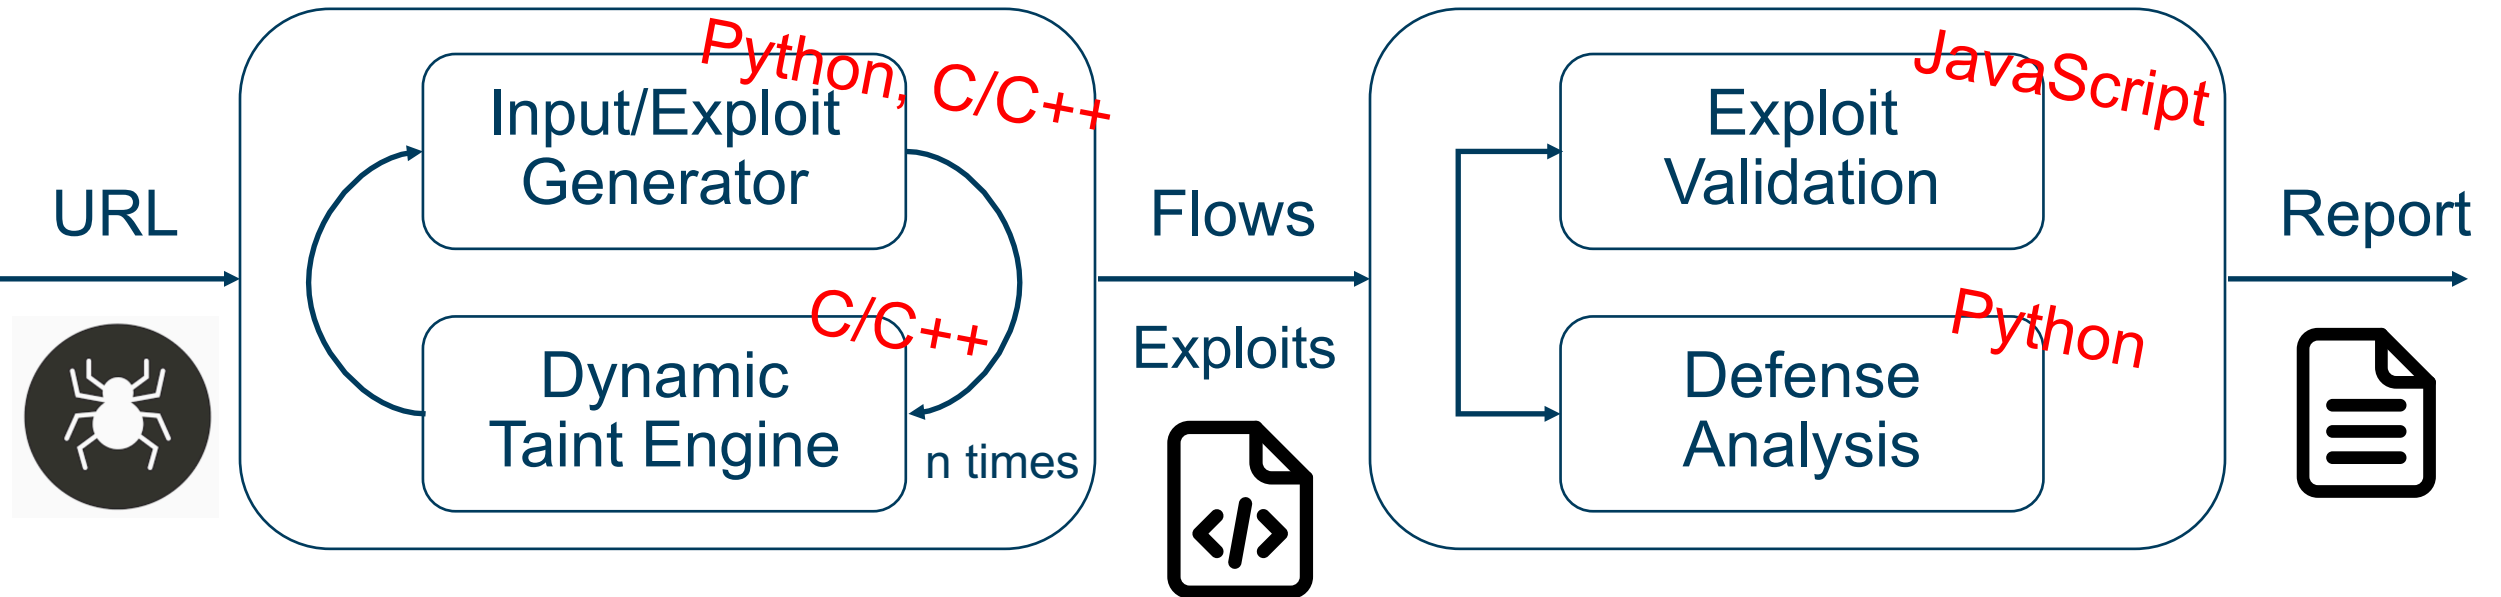 URL
Input/Exploit
Generator
Python, C/C++
Dynamic
Taint Engine
C/C++
n times
Flows
Exploits
Exploit
Validation
JavaScript
Defense
Analysis
Python
Report